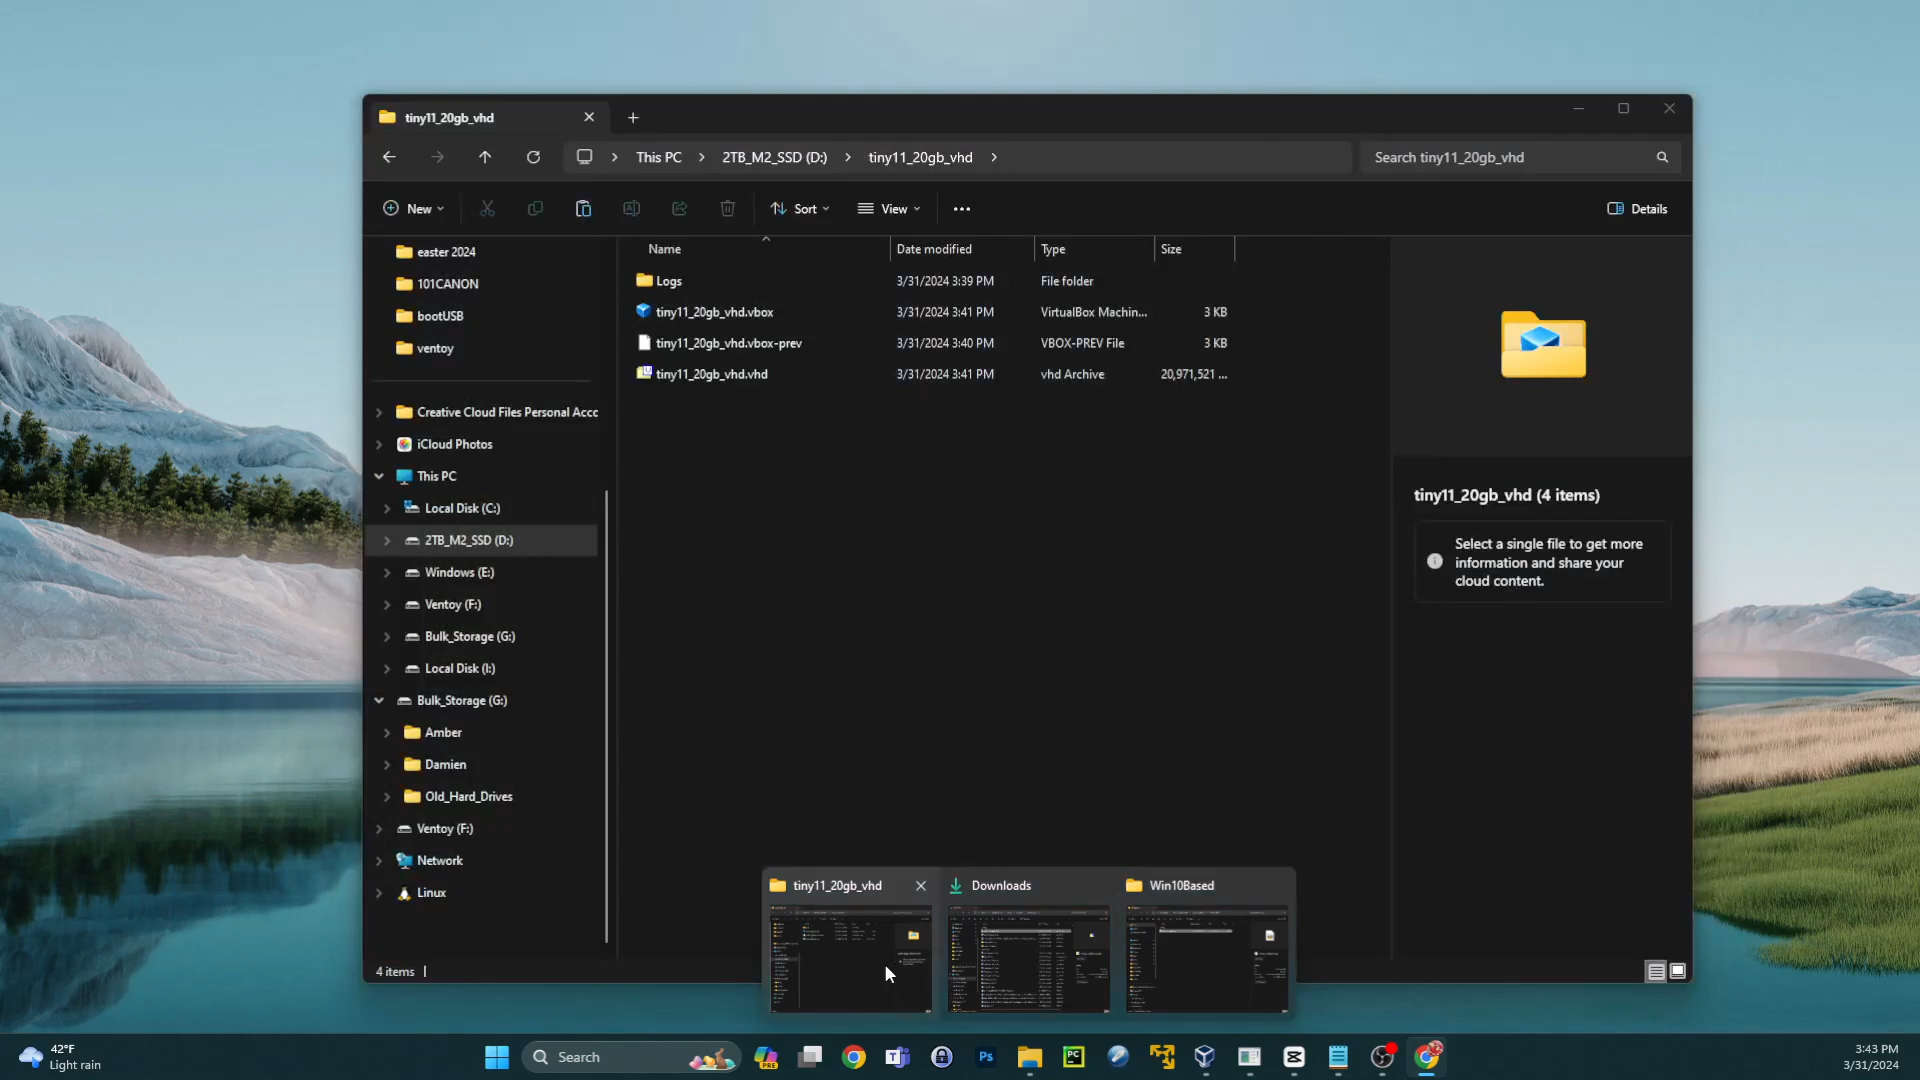 tiny11_20gb_vhd
This PC
2TB_M2_SSD (D:)
tiny11_20gb_vhd
Search tiny11_20gb_vhd
New
Sort
View
Details
easter 2024
101CANON
bootUSB
ventoy
Creative Cloud Files Personal Acco
iCloud Photos
This PC
Local Disk (C:)
2TB_M2_SSD (D:)
Windows (E:)
Ventoy (F:)
Bulk_Storage (G:)
Local Disk (I:)
Bulk_Storage (G:)
Amber
Damien
Old_Hard_Drives
Ventoy (F:)
Network
Linux
Name Date modified Type Size
Logs 3/31/2024 3:39 PM File folder
tiny11_20gb_vhd.vbox 3/31/2024 3:41 PM VirtualBox Machin... 3 KB
tiny11_20gb_vhd.vbox-prev 3/31/2024 3:40 PM VBOX-PREV File 3 KB
tiny11_20gb_vhd.vhd 3/31/2024 3:41 PM vhd Archive 20,971,521 ...
tiny11_20gb_vhd (4 items)
Select a single file to get more
information and share your
cloud content.
4 items
tiny11_20gb_vhd
Downloads
Win10Based
42°F
Light rain
Search
PRE
Ps
PC
3:43 PM
3/31/2024